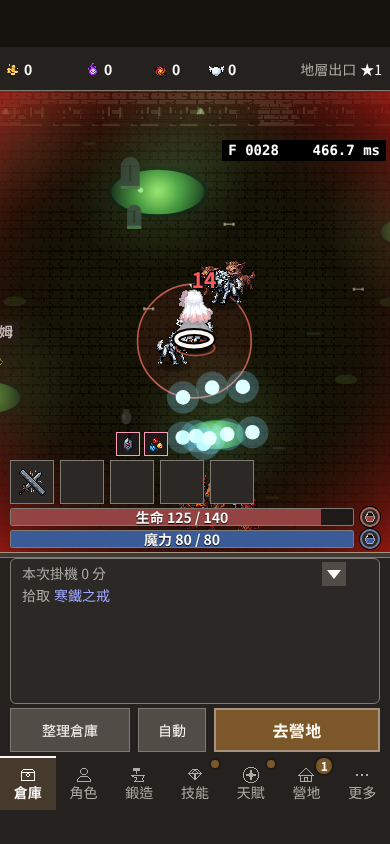 0 0 0 0 地層出口 ★1
F 0028 466.7 ms
14
姆
生命 125 / 140
魔力 80 / 80
本次掛機 0 分
拾取 寒鐵之戒
整理倉庫 自動 去營地
1
倉庫 角色 鍛造 技能 天賦 營地 更多